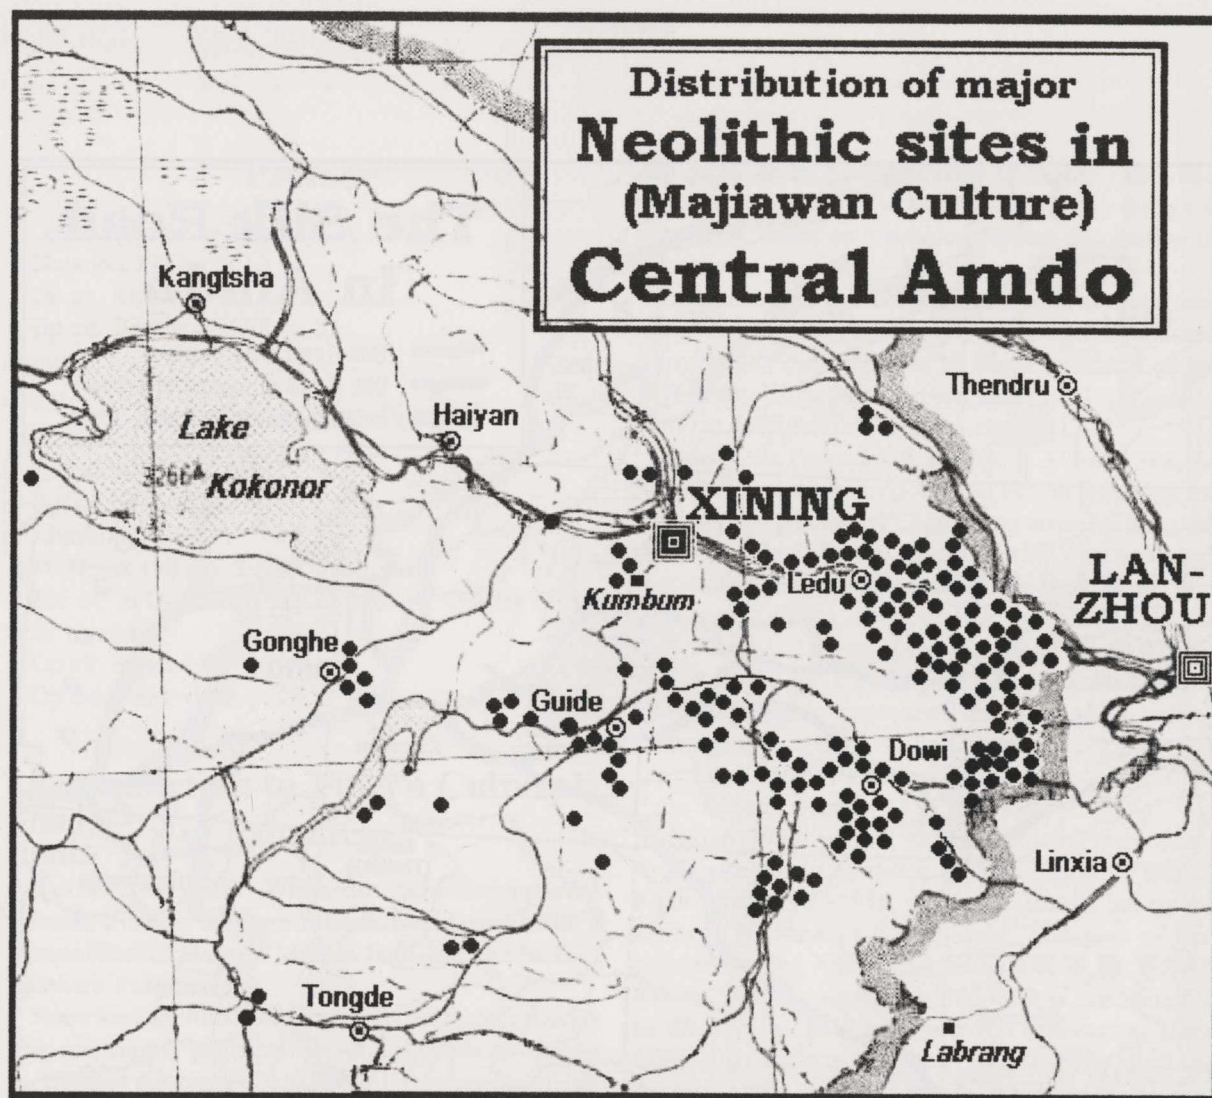 Distribution of major
Neolithic sites in
(Majiawan Culture)
Central Amdo
Kangtsha
Thendru
Lake
Haiyan
3266
Kokonor
XINING
LAN-
ZHOU
Ledu
Kumbum
Gonghe
Guide
Dowi
Linxia
Tongde
Labrang